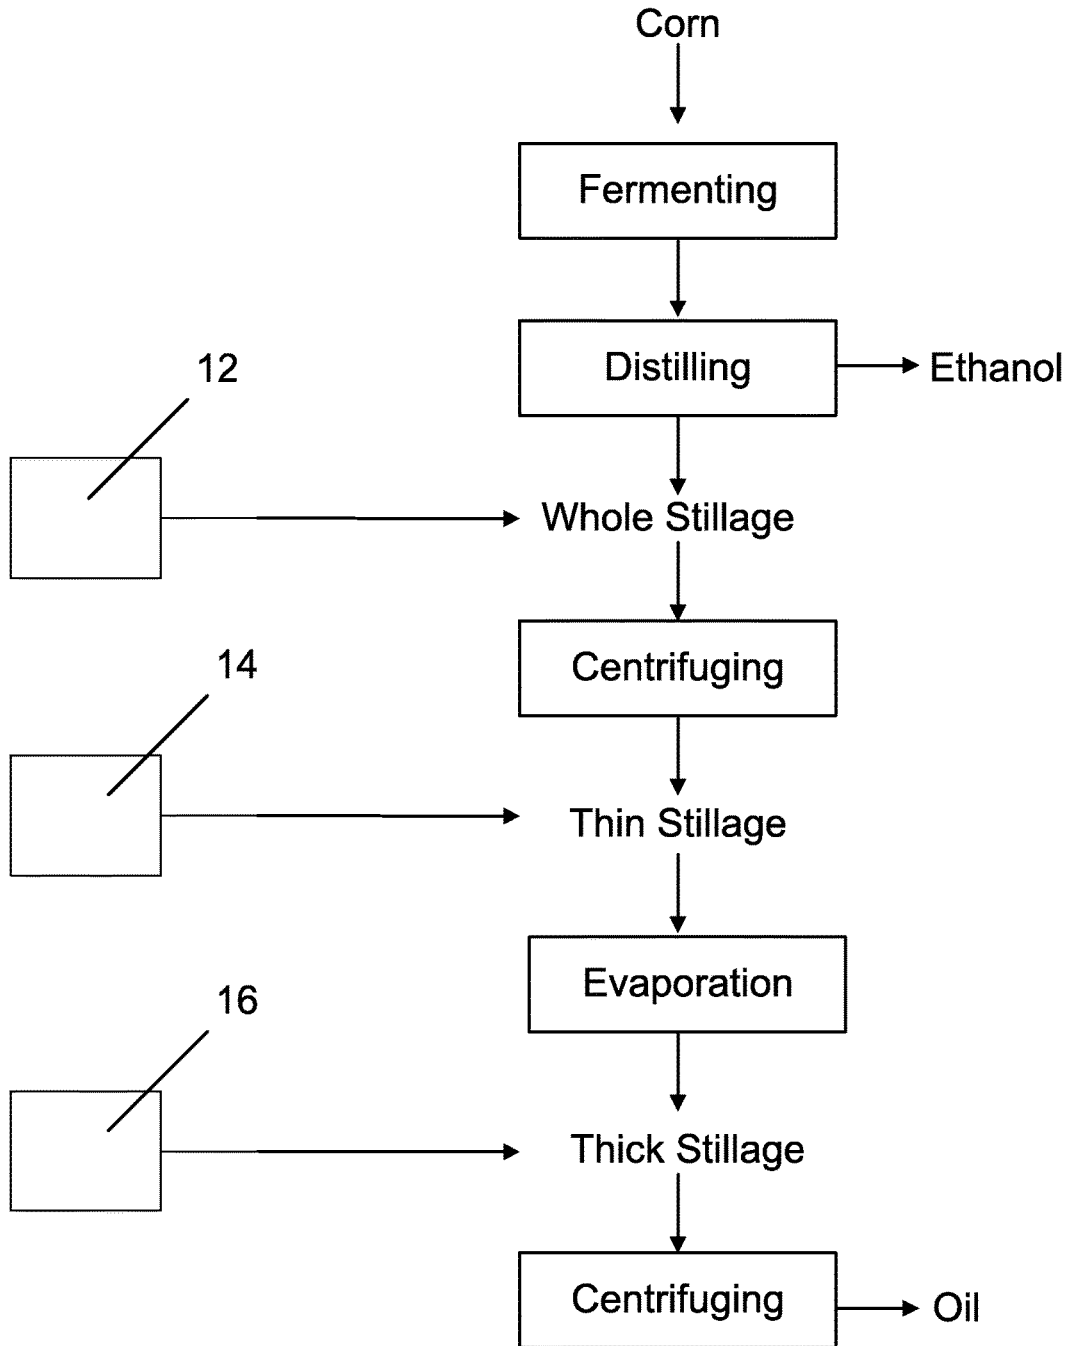 Corn
Fermenting
Distilling
Ethanol
12
Whole Stillage
Centrifuging
14
Thin Stillage
Evaporation
16
Thick Stillage
Centrifuging
Oil